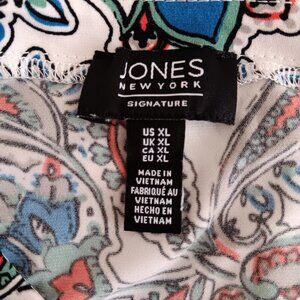 JONES
NEW YORK
SIGNATURE
US XL
UK XL
CA XL
EU XL
MADE IN
VIETNAM
FABRIQUÉ AU
VIETNAM
HECHO EN
VIETNAM